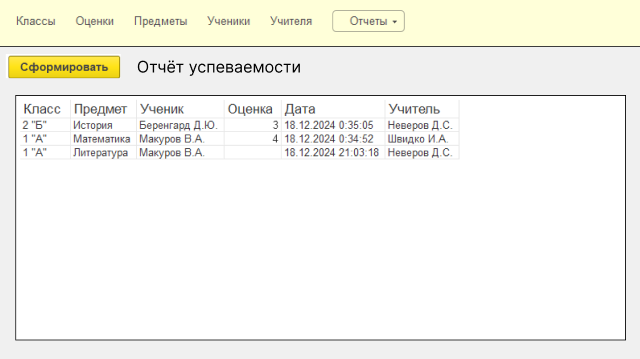 Классы Оценки Предметы Ученики Учителя Отчеты
Сформировать Отчёт успеваемости
Класс Предмет Ученик Оценка Дата Учитель
2 "Б" История Беренгард Д.Ю. 3 18.12.2024 0:35:05 Неверов Д.С.
1 "А" Математика Макуров В.А. 4 18.12.2024 0:34:52 Швидко И.А.
1 "А" Литература Макуров В.А. 18.12.2024 21:03:18 Неверов Д.С.